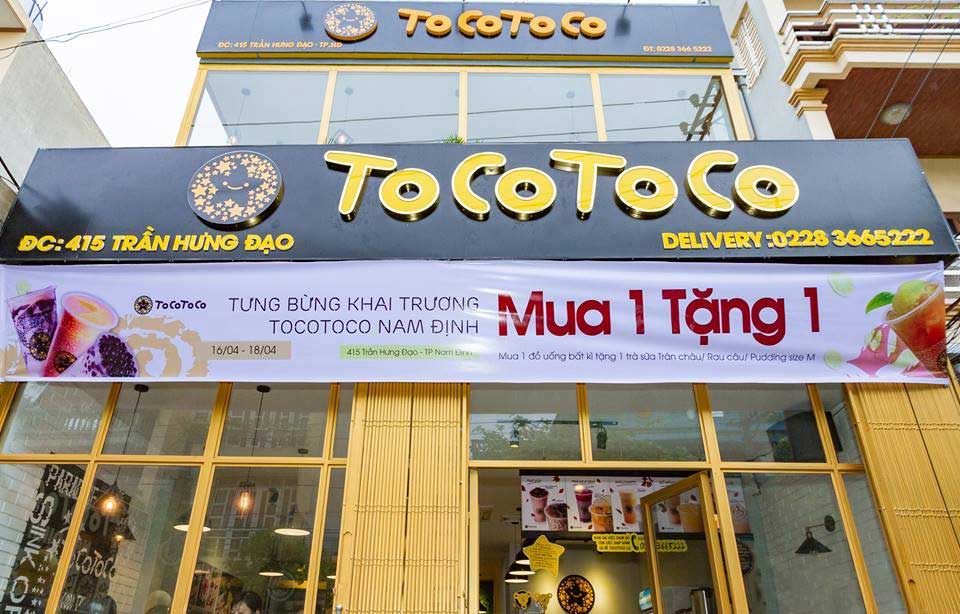 ToCoToCo
ĐC: 415 TRẦN HƯNG ĐẠO - TP,NĐ
ĐT: 0228 366 5222
ToCoToCo
ĐC: 415 TRẦN HƯNG ĐẠO
DELIVERY :0228 3665222
ToCoToCo
TƯNG BỪNG KHAI TRƯƠNG
TOCOTOCO NAM ĐỊNH
16/04 - 18/04
415 Trần Hưng Đạo - TP Nam Định
Mua 1 Tặng 1
Mua 1 đồ uống bất kì tặng 1 trà sữa Trân châu/ Rau câu/ Pudding size M
ToCoToCo